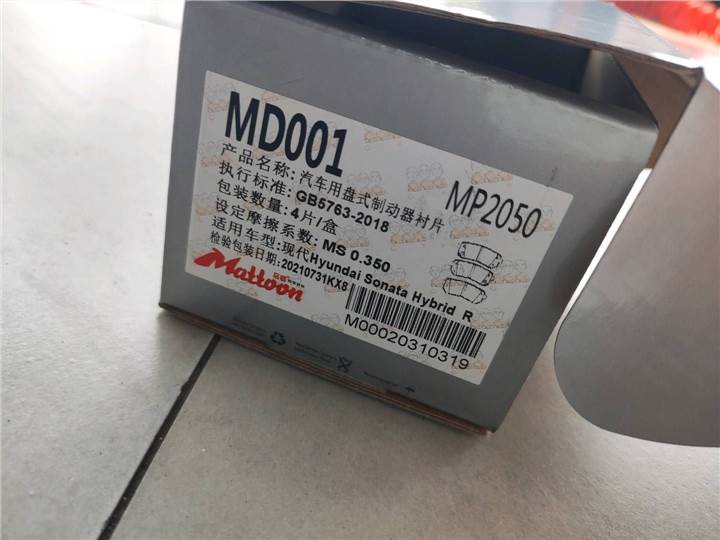 MD001
MP2050
产品名称: 汽车用盘式制动器衬片
执行标准: GB5763-2018
包装数量: 4片/盒
设定摩擦系数: MS 0.350
适用车型: 现代Hyundai Sonata Hybrid R
检验包装日期: 20210731KX8
Mattoon
M00020310319